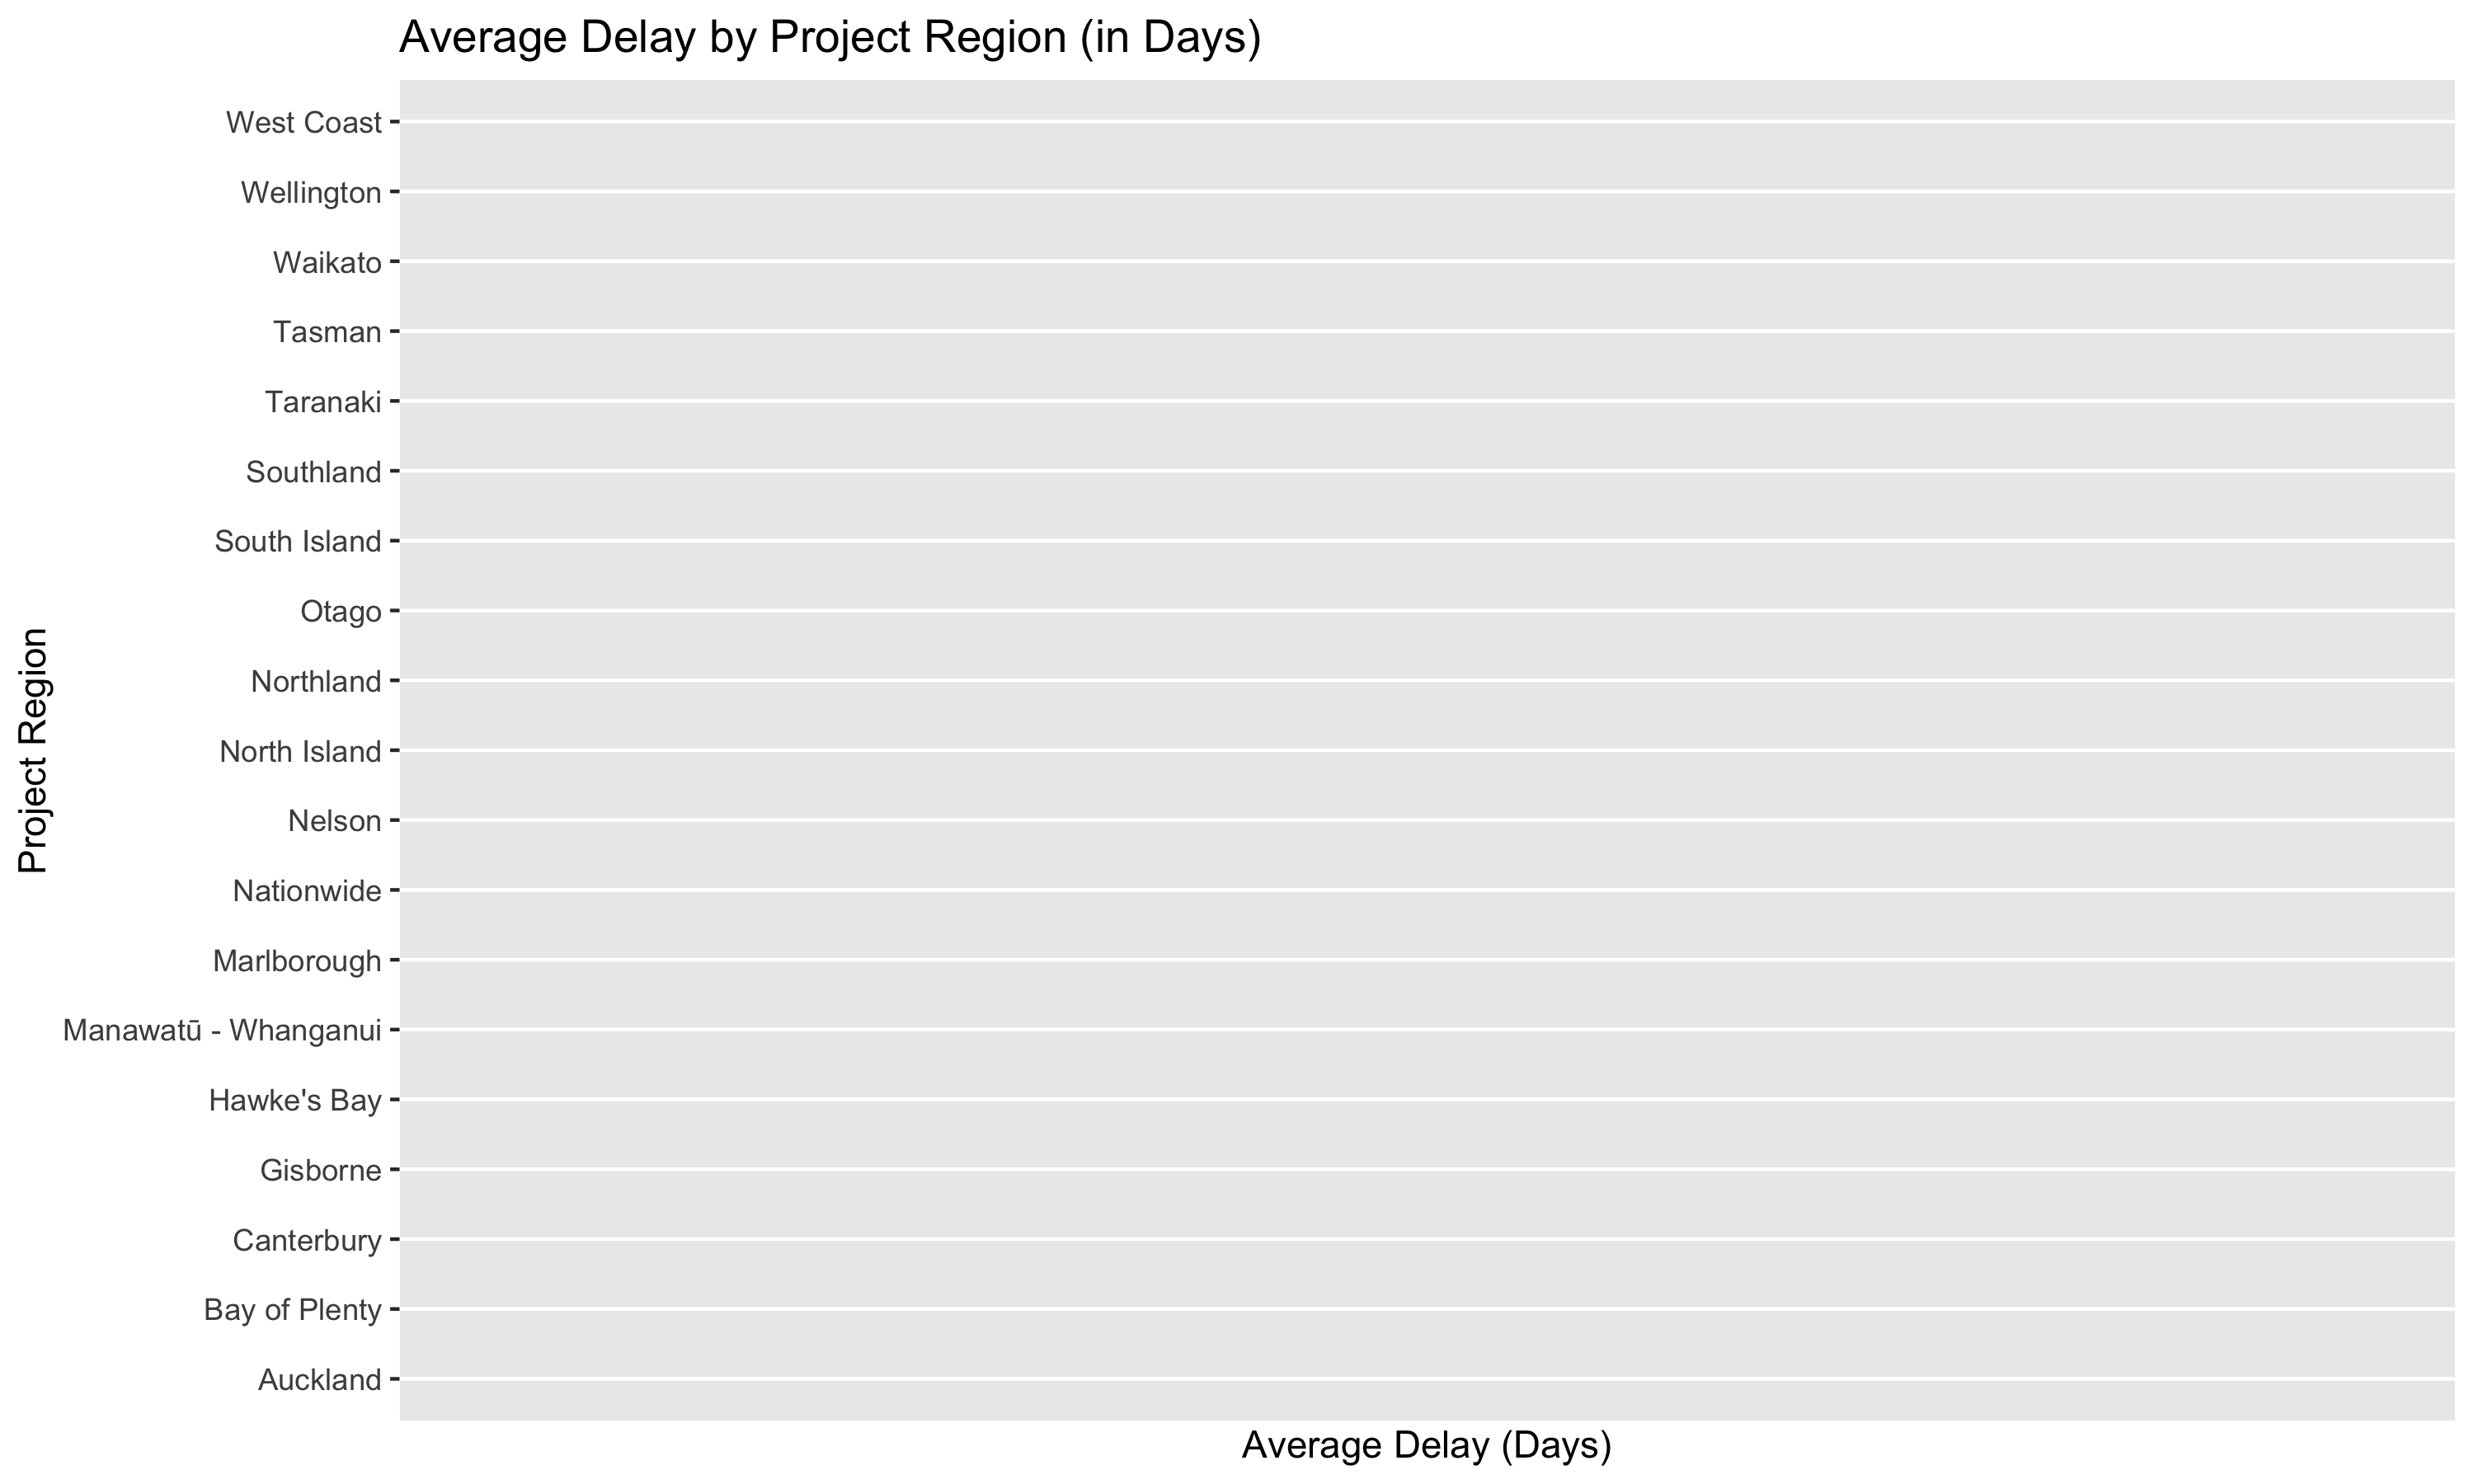 Average Delay by Project Region (in Days)
Project Region
West Coast
Wellington
Waikato
Tasman
Taranaki
Southland
South Island
Otago
Northland
North Island
Nelson
Nationwide
Marlborough
Manawatū - Whanganui
Hawke's Bay
Gisborne
Canterbury
Bay of Plenty
Auckland
Average Delay (Days)